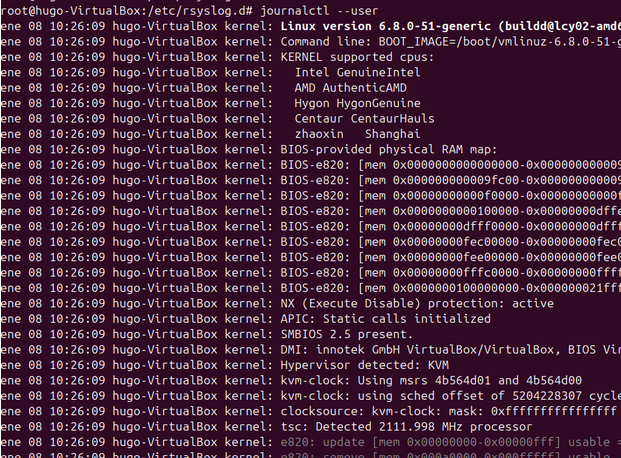 root@hugo-VirtualBox:/etc/rsyslog.d# journalctl --user
ene 08 10:26:09 hugo-VirtualBox kernel: Linux version 6.8.0-51-generic (buildd@lcy02-amd6
ene 08 10:26:09 hugo-VirtualBox kernel: Command line: BOOT_IMAGE=/boot/vmlinuz-6.8.0-51-g
ene 08 10:26:09 hugo-VirtualBox kernel: KERNEL supported cpus:
ene 08 10:26:09 hugo-VirtualBox kernel:   Intel GenuineIntel
ene 08 10:26:09 hugo-VirtualBox kernel:   AMD AuthenticAMD
ene 08 10:26:09 hugo-VirtualBox kernel:   Hygon HygonGenuine
ene 08 10:26:09 hugo-VirtualBox kernel:   Centaur CentaurHauls
ene 08 10:26:09 hugo-VirtualBox kernel:   zhaoxin   Shanghai
ene 08 10:26:09 hugo-VirtualBox kernel: BIOS-provided physical RAM map:
ene 08 10:26:09 hugo-VirtualBox kernel: BIOS-e820: [mem 0x0000000000000000-0x000000000009
ene 08 10:26:09 hugo-VirtualBox kernel: BIOS-e820: [mem 0x000000000009fc00-0x000000000009
ene 08 10:26:09 hugo-VirtualBox kernel: BIOS-e820: [mem 0x00000000000f0000-0x00000000000f
ene 08 10:26:09 hugo-VirtualBox kernel: BIOS-e820: [mem 0x0000000000100000-0x00000000dffe
ene 08 10:26:09 hugo-VirtualBox kernel: BIOS-e820: [mem 0x00000000dfff0000-0x00000000dfff
ene 08 10:26:09 hugo-VirtualBox kernel: BIOS-e820: [mem 0x00000000fec00000-0x00000000fec0
ene 08 10:26:09 hugo-VirtualBox kernel: BIOS-e820: [mem 0x00000000fee00000-0x00000000fee0
ene 08 10:26:09 hugo-VirtualBox kernel: BIOS-e820: [mem 0x00000000fffc0000-0x00000000ffff
ene 08 10:26:09 hugo-VirtualBox kernel: BIOS-e820: [mem 0x0000000100000000-0x000000021fff
ene 08 10:26:09 hugo-VirtualBox kernel: NX (Execute Disable) protection: active
ene 08 10:26:09 hugo-VirtualBox kernel: APIC: Static calls initialized
ene 08 10:26:09 hugo-VirtualBox kernel: SMBIOS 2.5 present.
ene 08 10:26:09 hugo-VirtualBox kernel: DMI: innotek GmbH VirtualBox/VirtualBox, BIOS Vir
ene 08 10:26:09 hugo-VirtualBox kernel: Hypervisor detected: KVM
ene 08 10:26:09 hugo-VirtualBox kernel: kvm-clock: Using msrs 4b564d01 and 4b564d00
ene 08 10:26:09 hugo-VirtualBox kernel: kvm-clock: using sched offset of 5204228307 cycle
ene 08 10:26:09 hugo-VirtualBox kernel: clocksource: kvm-clock: mask: 0xffffffffffffffff
ene 08 10:26:09 hugo-VirtualBox kernel: tsc: Detected 2111.998 MHz processor
ene 08 10:26:09 hugo-VirtualBox kernel: e820: update [mem 0x00000000-0x00000fff] usable =
ene 08 10:26:09 hugo-VirtualBox kernel: e820: remove [mem 0x000a0000-0x000fffff] usable